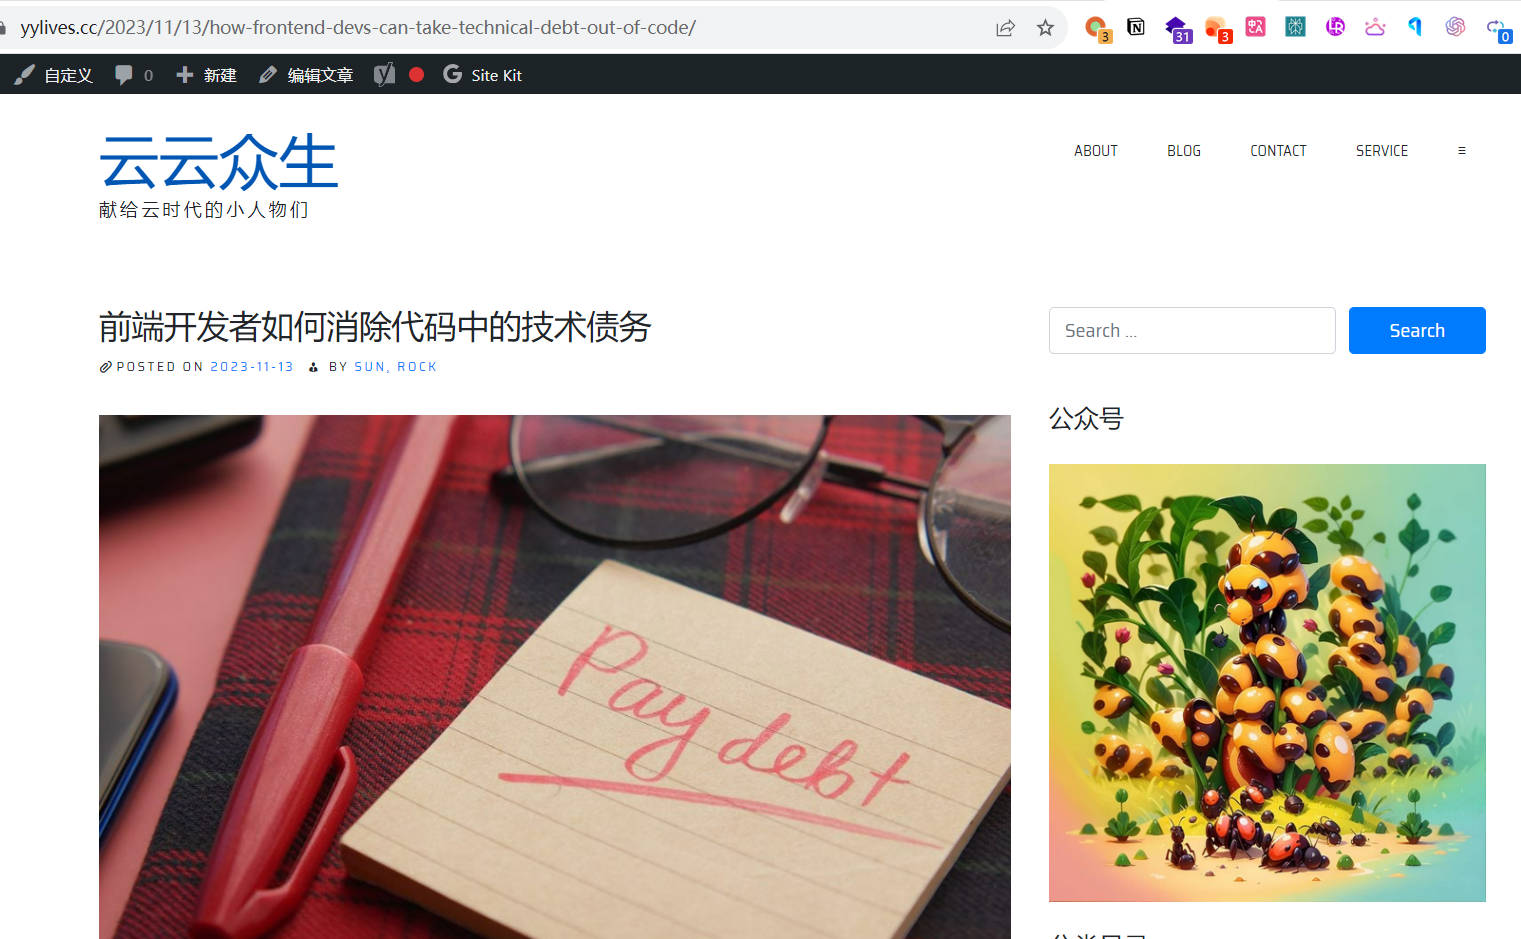 yylives.cc/2023/11/13/how-frontend-devs-can-take-technical-debt-out-of-code/
3
31
3
0
自定义 0 新建 编辑文章 Site Kit
云云众生
献给云时代的小人物们
ABOUT BLOG CONTACT SERVICE
前端开发者如何消除代码中的技术债务
POSTED ON 2023-11-13 BY SUN, ROCK
Search ...
Search
公众号
Pay debt